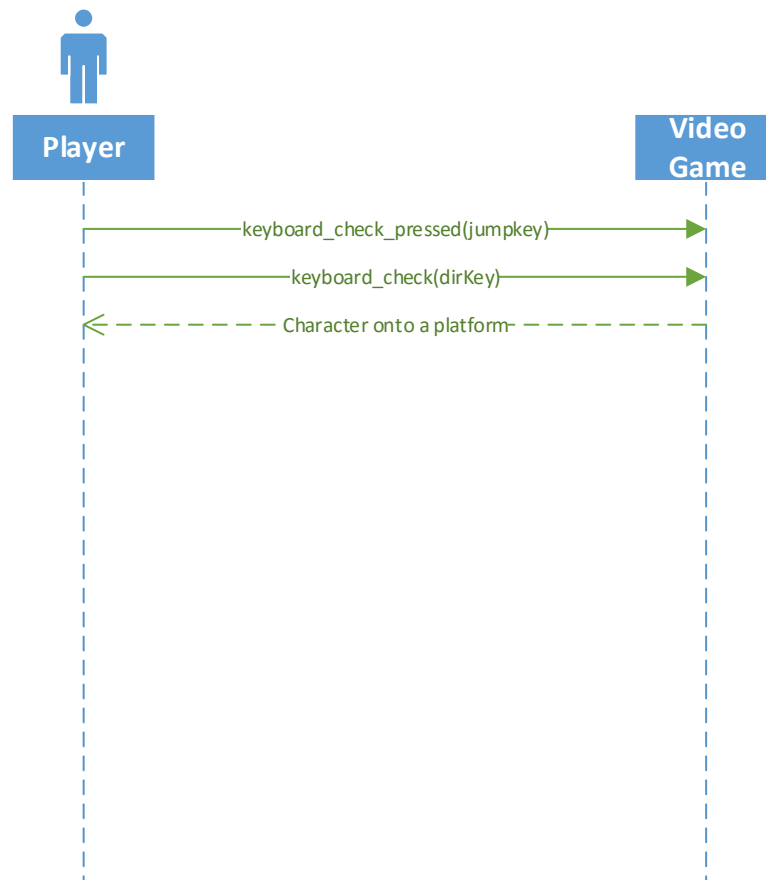 Player
Video
Game
keyboard_check_pressed(jumpkey)
keyboard_check(dirKey)
Character onto a platform